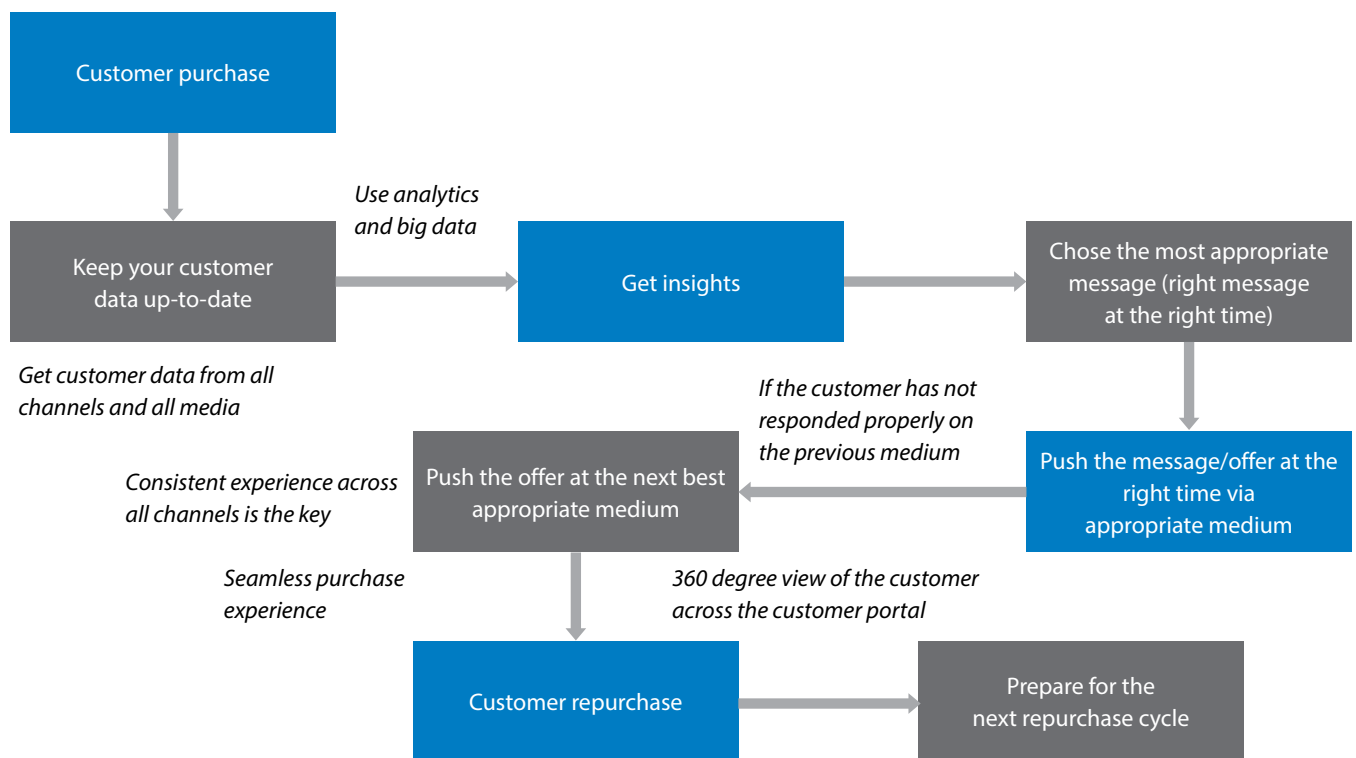 Customer purchase
Use analytics
and big data
Keep your customer
data up-to-date
Get insights
Chose the most appropriate
message (right message
at the right time)
Get customer data from all
channels and all media
If the customer has not
responded properly on
the previous medium
Push the message/offer at the
right time via
appropriate medium
Push the offer at the next best
appropriate medium
Consistent experience across
all channels is the key
Seamless purchase
experience
360 degree view of the customer
across the customer portal
Customer repurchase
Prepare for the
next repurchase cycle